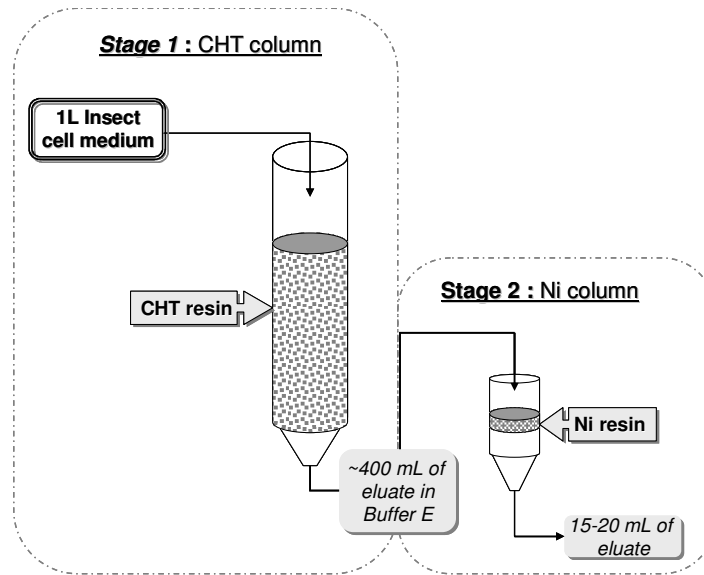 Stage 1 : CHT column
1L Insect
cell medium
CHT resin
~400 mL of
eluate in
Buffer E
Stage 2 : Ni column
Ni resin
15-20 mL of
eluate